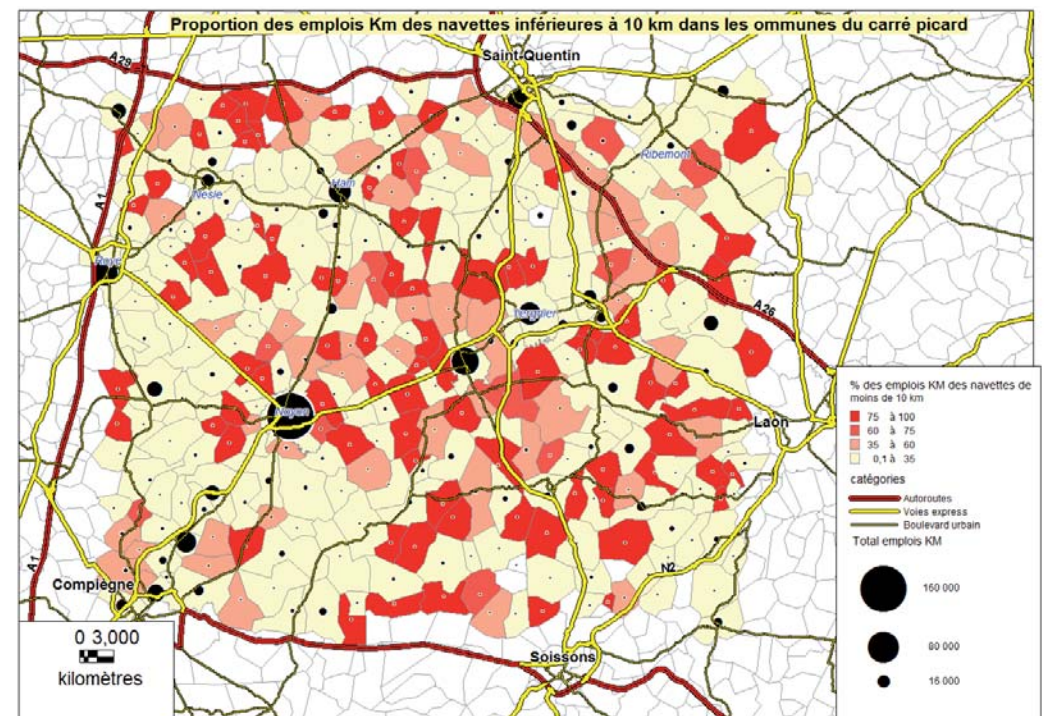 Proportion des emplois Km des navettes inférieures à 10 km dans les ommunes du carré picard
Saint-Quentin
A29
Ribemont
Nesle
Ham
A1
Tergnier
A26
Noyon
Laon
N2
A1
Compiègne
Soissons
0 3,000
kilomètres
% des emplois KM des navettes de
moins de 10 km
75 à 100
60 à 75
35 à 60
0,1 à 35
catégories
Autoroutes
Voies express
Boulevard urbain
Total emplois KM
160 000
80 000
16 000